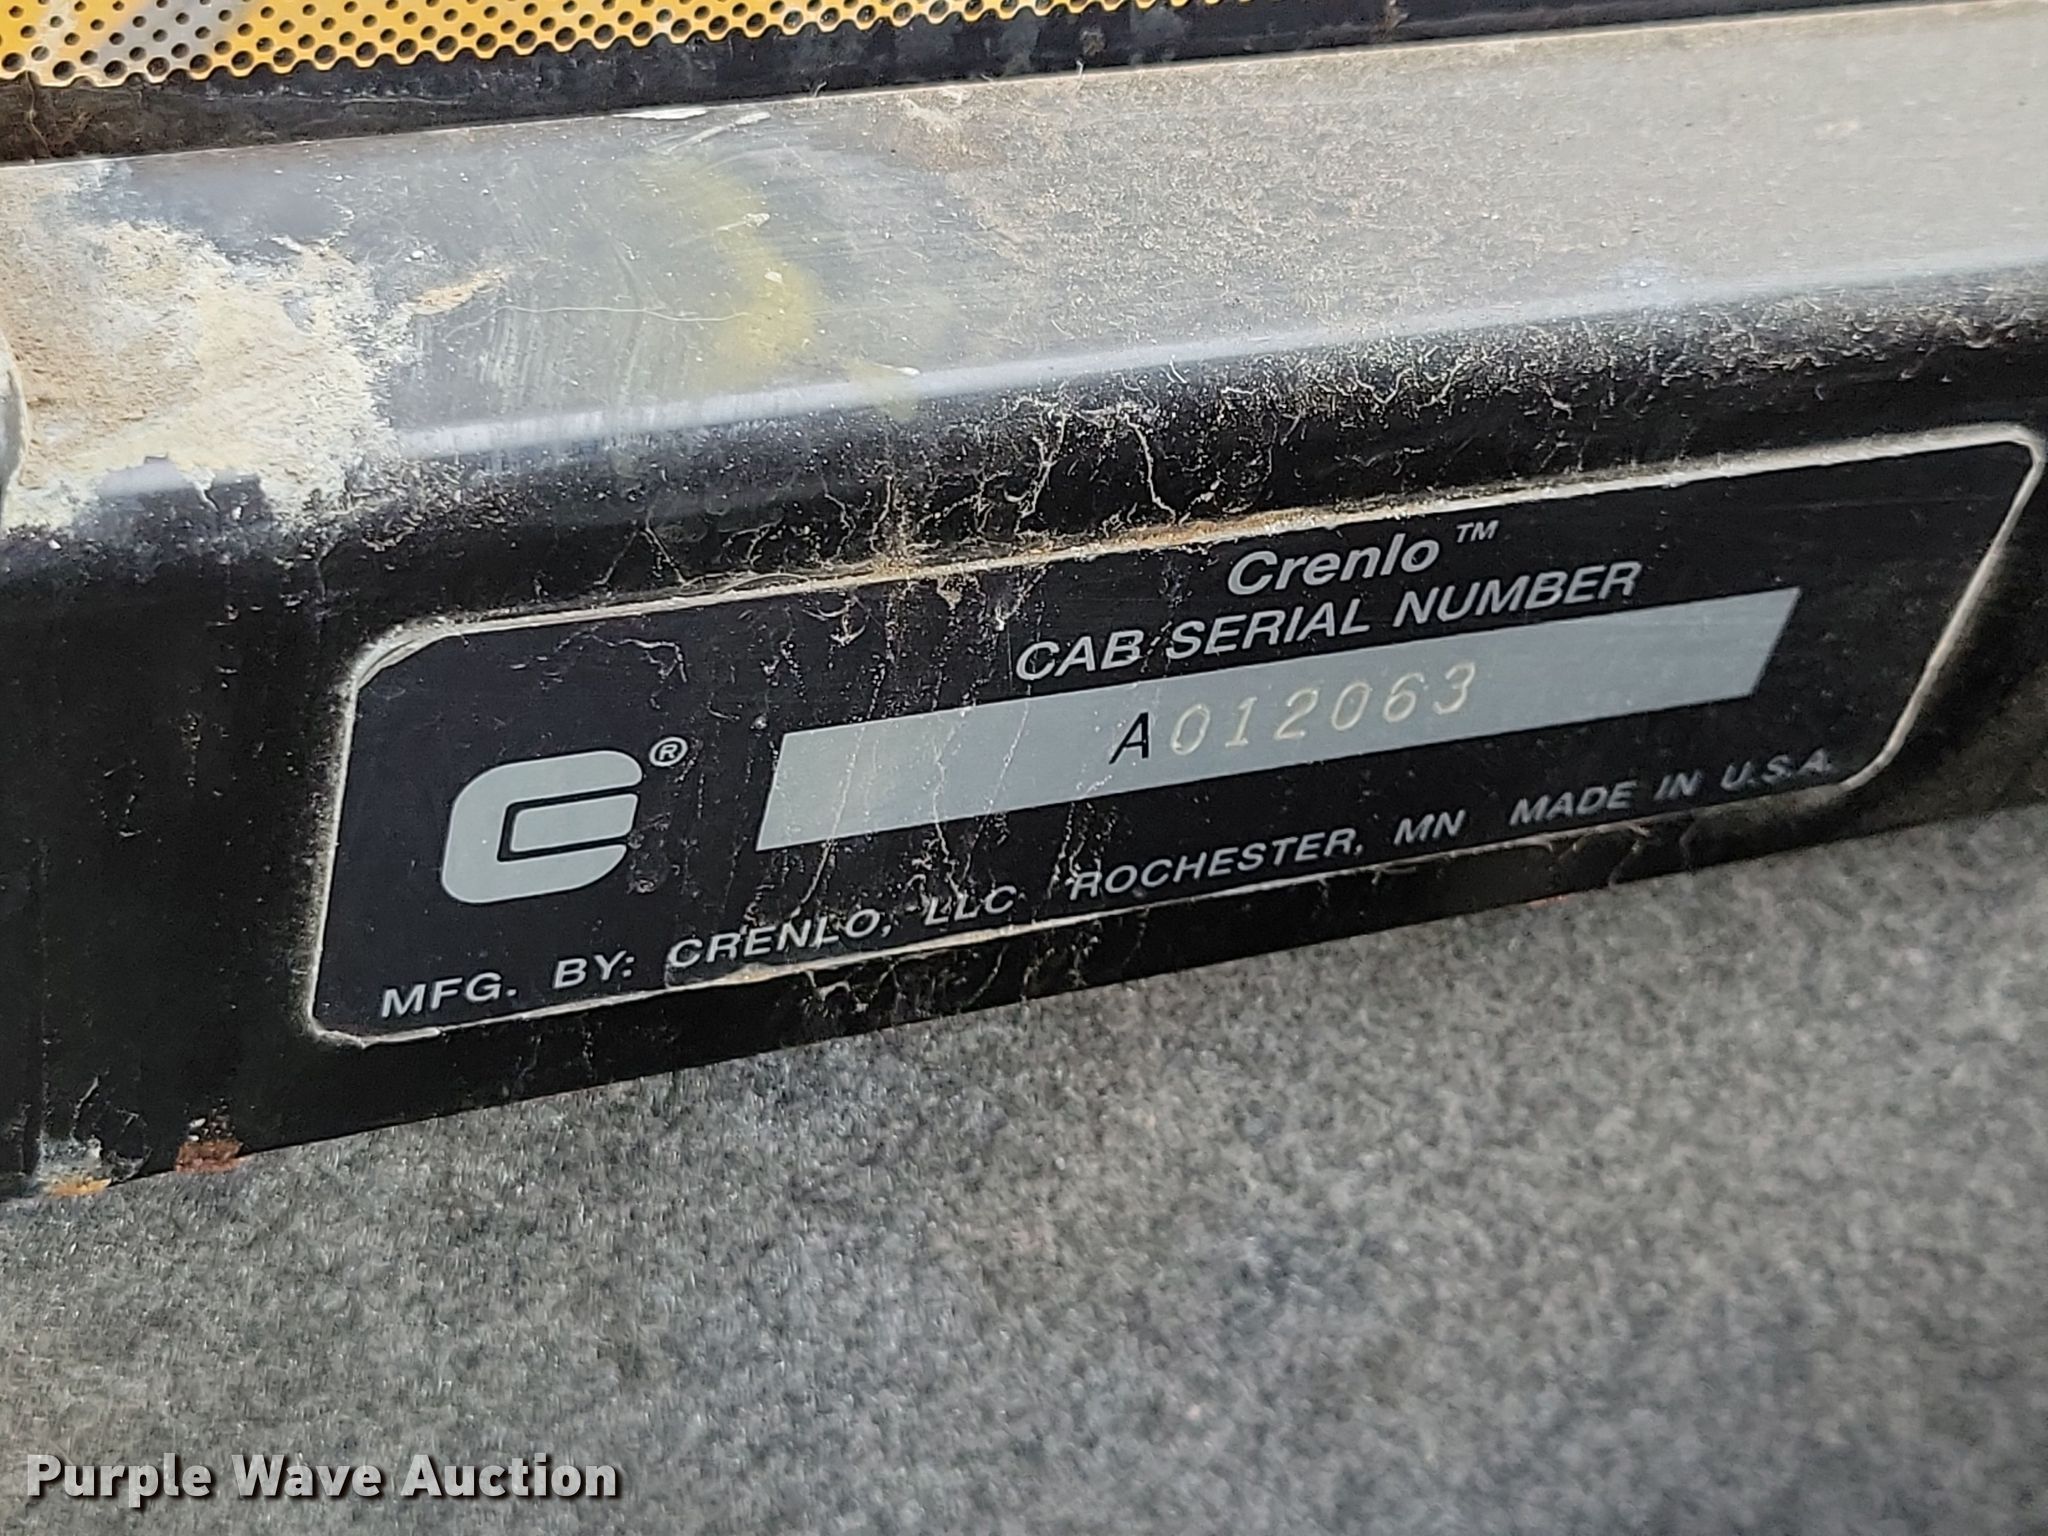 Crenlo™
CAB SERIAL NUMBER
A012063
®
MFG. BY: CRENLO, LLC ROCHESTER, MN MADE IN U.S.A.
Purple Wave Auction